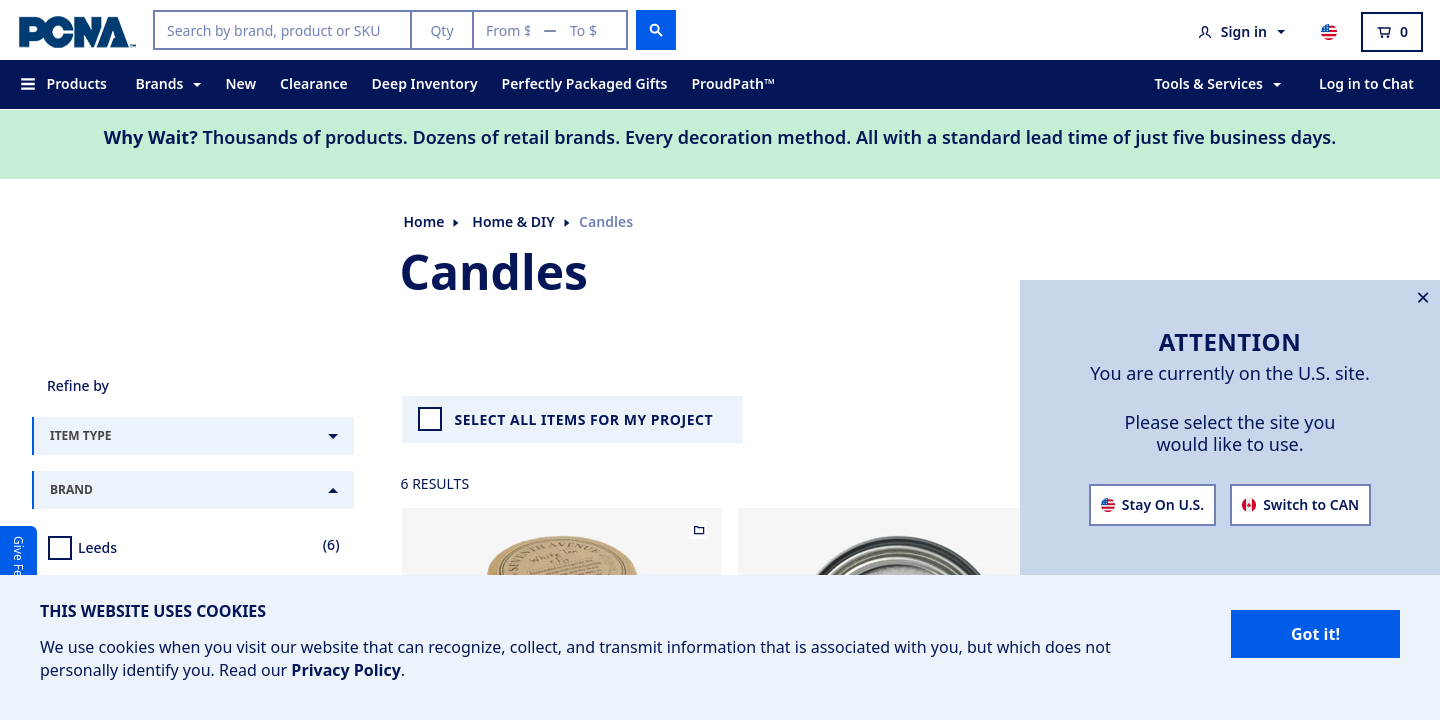 PCNA™
Search by brand, product or SKU
Qty
From $ — To $
Sign in
0
Products
Brands
New
Clearance
Deep Inventory
Perfectly Packaged Gifts
ProudPath™
Tools & Services
Log in to Chat
Why Wait? Thousands of products. Dozens of retail brands. Every decoration method. All with a standard lead time of just five business days.
Home
Home & DIY
Candles
Candles
ATTENTION
You are currently on the U.S. site.
Please select the site you
would like to use.
Stay On U.S.
Switch to CAN
Refine by
ITEM TYPE
BRAND
Leeds
(6)
Give Fe
SELECT ALL ITEMS FOR MY PROJECT
6 RESULTS
SEVENTH AVENUE
THIS WEBSITE USES COOKIES
We use cookies when you visit our website that can recognize, collect, and transmit information that is associated with you, but which does not
personally identify you. Read our Privacy Policy.
Got it!